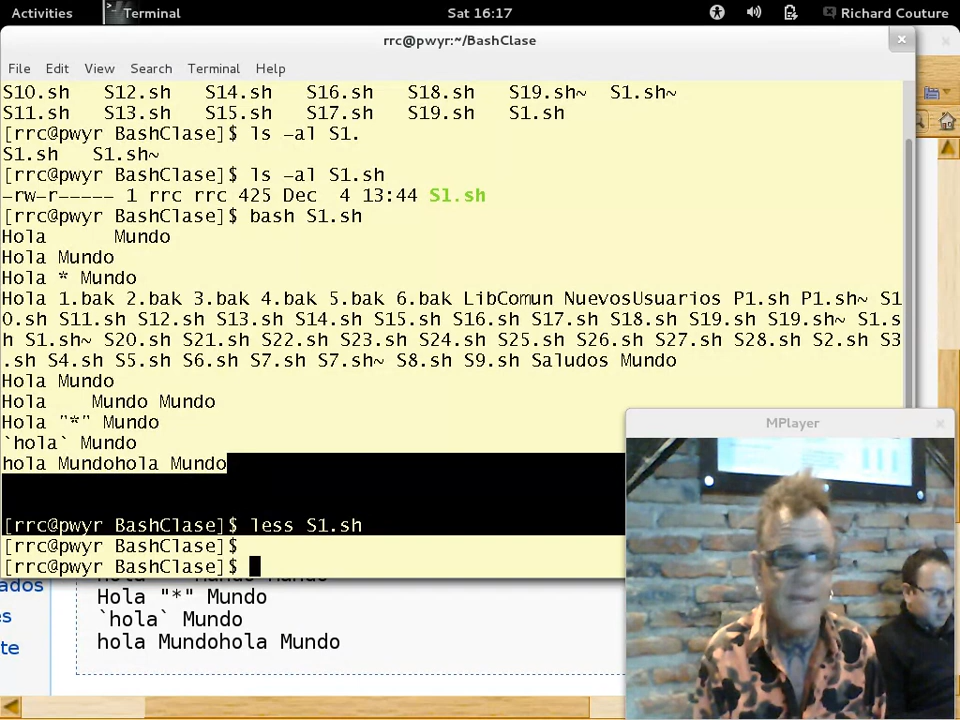 Activities Terminal Sat 16:17 Richard Couture
rrc@pwyr:~/BashClase
File Edit View Search Terminal Help
S10.sh S12.sh S14.sh S16.sh S18.sh S19.sh~ S1.sh~
S11.sh S13.sh S15.sh S17.sh S19.sh S1.sh
[rrc@pwyr BashClase]$ ls -al S1.
S1.sh S1.sh~
[rrc@pwyr BashClase]$ ls -al S1.sh
-rw-r----- 1 rrc rrc 425 Dec 4 13:44 S1.sh
[rrc@pwyr BashClase]$ bash S1.sh
Hola Mundo
Hola Mundo
Hola * Mundo
Hola 1.bak 2.bak 3.bak 4.bak 5.bak 6.bak LibComun NuevosUsuarios P1.sh P1.sh~ S1
0.sh S11.sh S12.sh S13.sh S14.sh S15.sh S16.sh S17.sh S18.sh S19.sh S19.sh~ S1.s
h S1.sh~ S20.sh S21.sh S22.sh S23.sh S24.sh S25.sh S26.sh S27.sh S28.sh S2.sh S3
.sh S4.sh S5.sh S6.sh S7.sh S7.sh~ S8.sh S9.sh Saludos Mundo
Hola Mundo
Hola Mundo Mundo
Hola "*" Mundo
`hola` Mundo
hola Mundohola Mundo
[rrc@pwyr BashClase]$ less S1.sh
[rrc@pwyr BashClase]$
[rrc@pwyr BashClase]$
MPlayer
ados
Hola "*" Mundo
es
`hola` Mundo
te
hola Mundohola Mundo